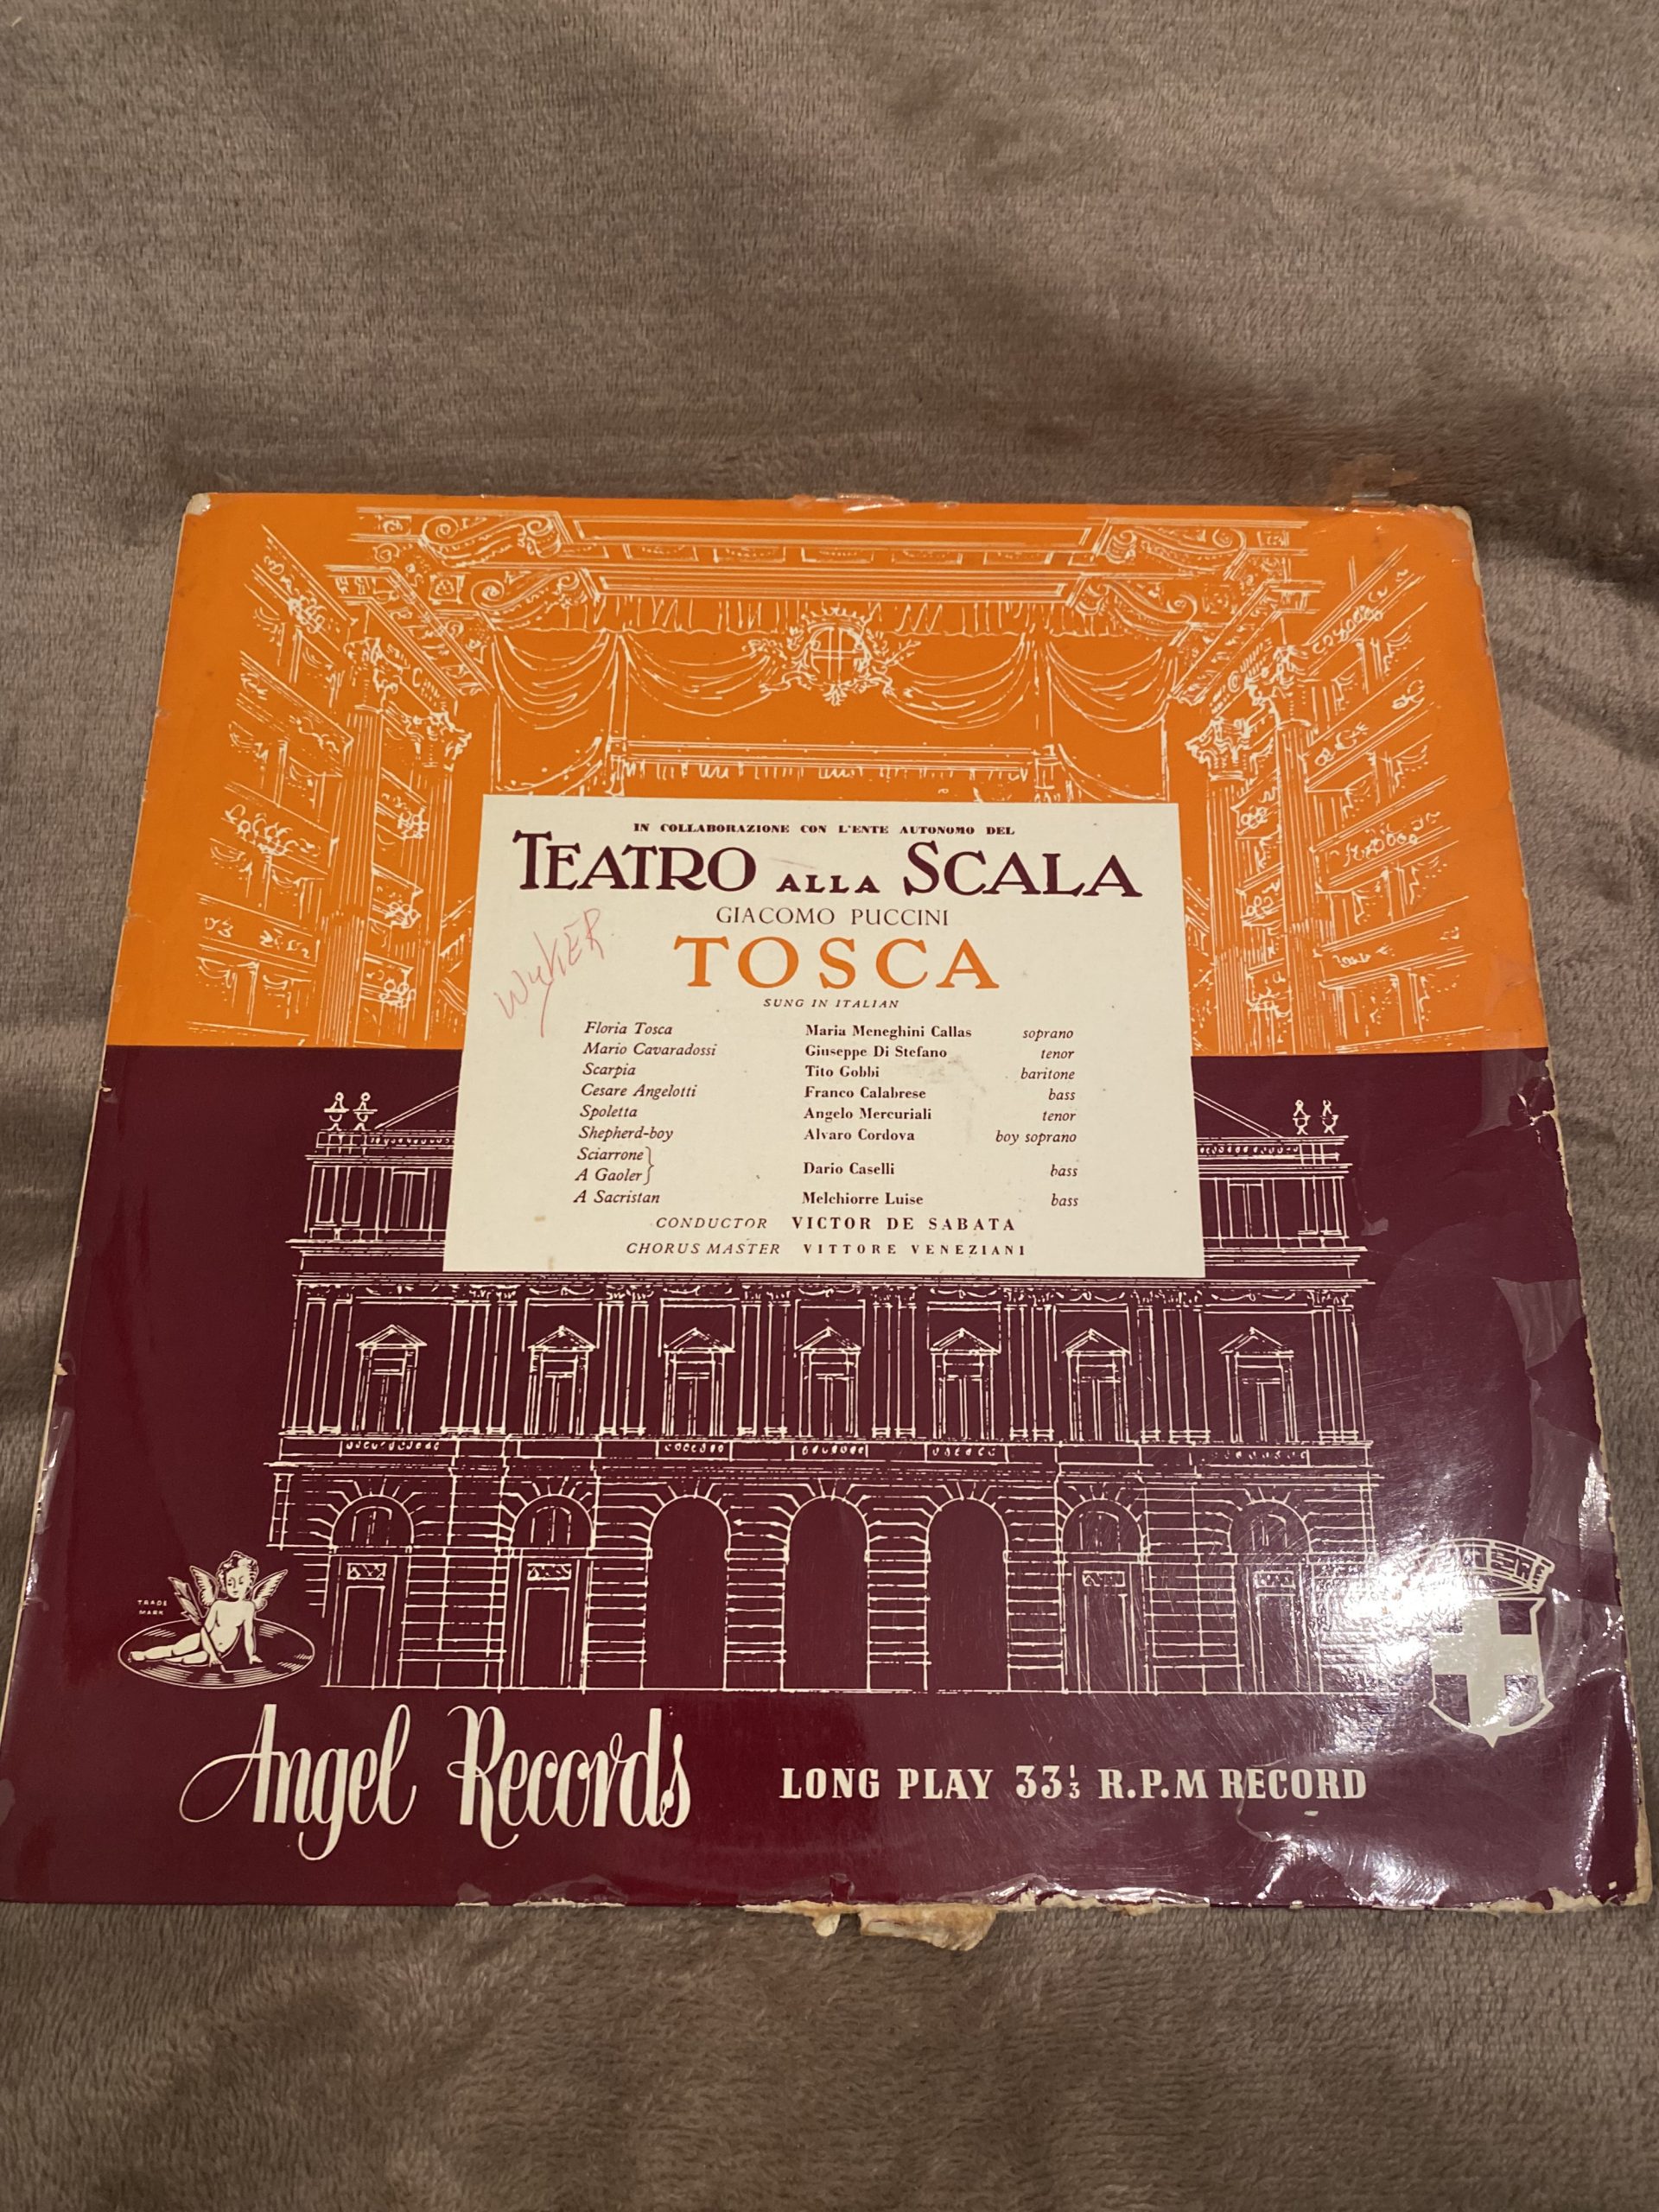 IN COLLABORAZIONE CON L'ENTE AUTONOMO DEL
TEATRO ALLA SCALA
GIACOMO PUCCINI
TOSCA
SUNG IN ITALIAN
Floria Tosca Maria Meneghini Callas soprano
Mario Cavaradossi Giuseppe Di Stefano tenor
Scarpia Tito Gobbi baritone
Cesare Angelotti Franco Calabrese bass
Spoletta Angelo Mercuriali tenor
Shepherd-boy Alvaro Cordova boy soprano
Sciarrone
A Gaoler Dario Caselli bass
A Sacristan Melchiorre Luise bass
CONDUCTOR VICTOR DE SABATA
CHORUS MASTER VITTORE VENEZIANI
TRADE
MARK
Angel Records LONG PLAY 33⅓ R.P.M RECORD